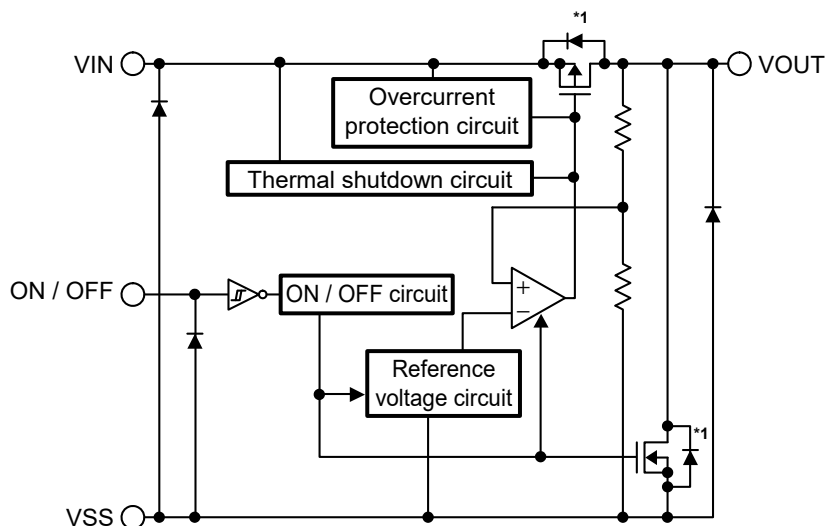 *1
VIN
VOUT
Overcurrent
protection circuit
Thermal shutdown circuit
ON / OFF
ON / OFF circuit
+
−
Reference
voltage circuit
*1
VSS